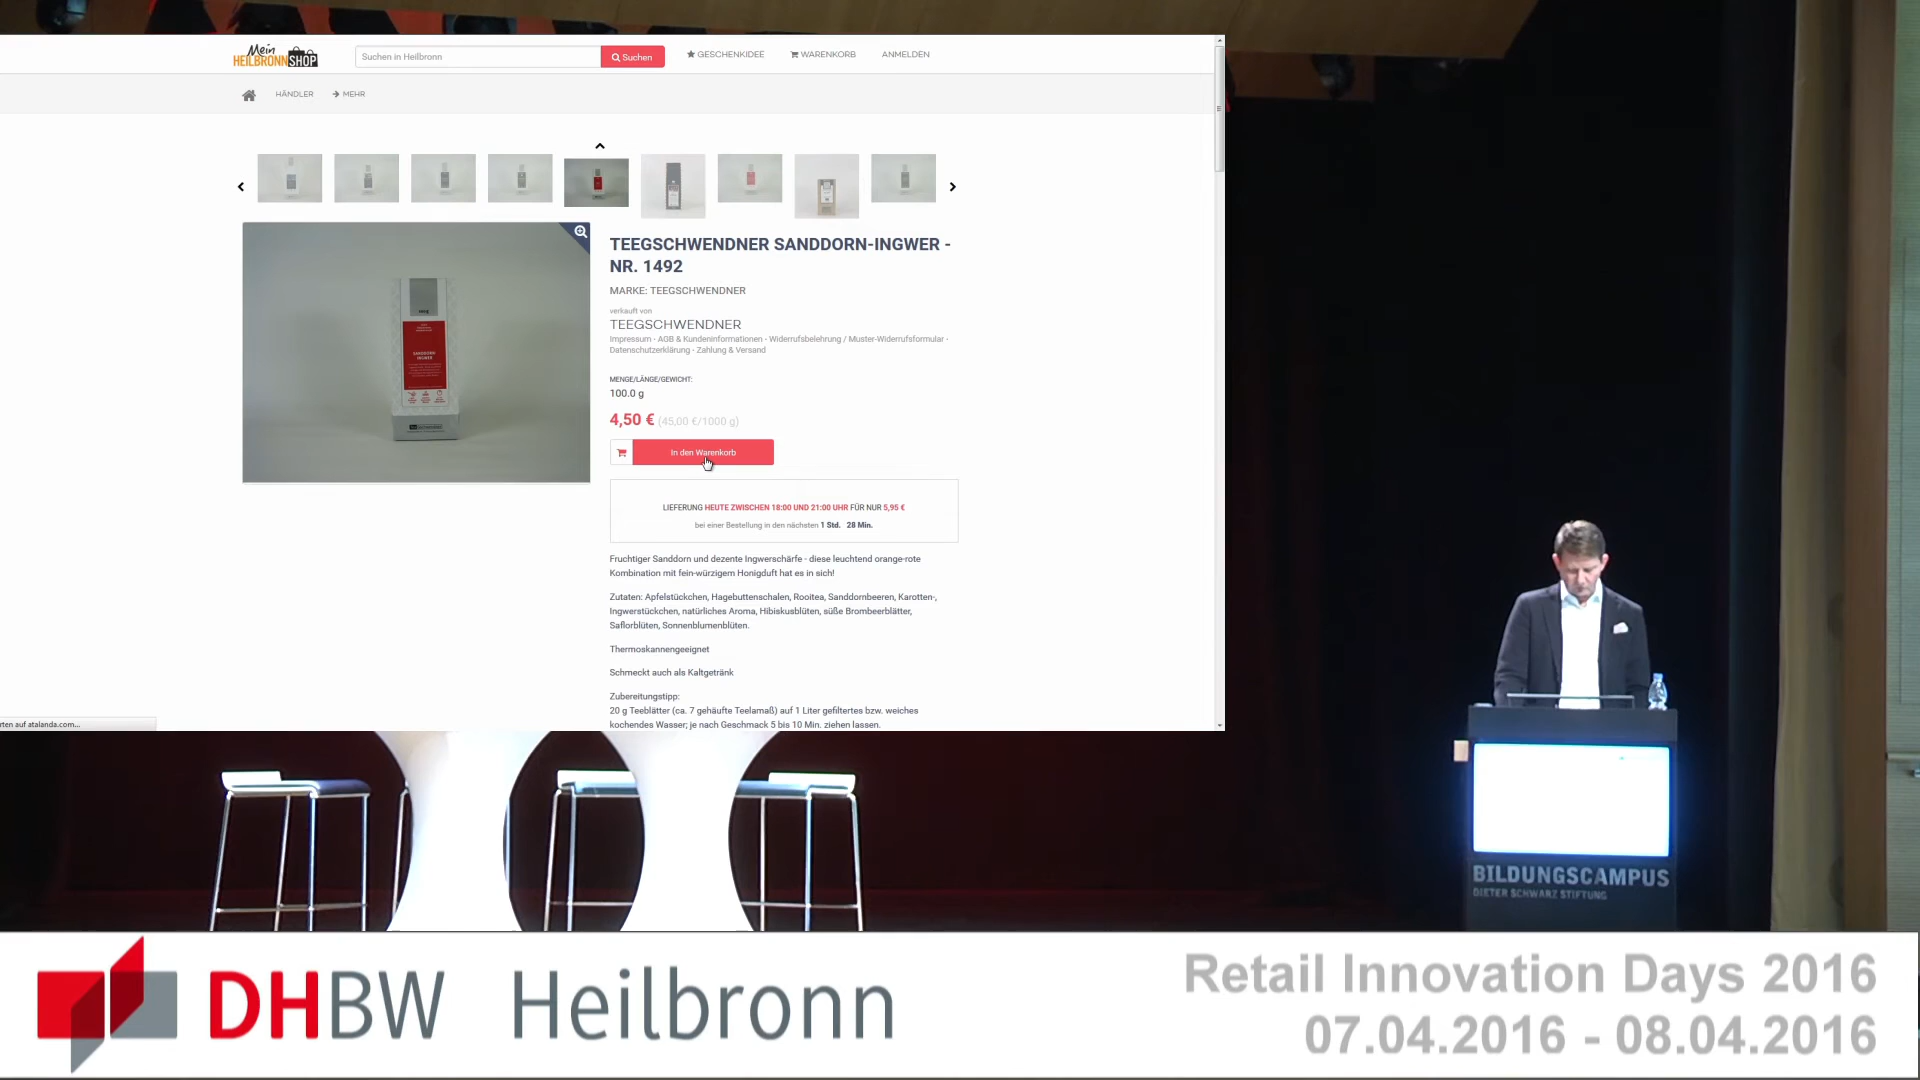 Mein
HEILBRONN SHOP
Suchen in Heilbronn
Suchen
GESCHENKIDEE
WARENKORB
ANMELDEN
HÄNDLER
MEHR
TEEGSCHWENDNER SANDDORN-INGWER -
NR. 1492
MARKE: TEEGSCHWENDNER
verkauft von
TEEGSCHWENDNER
Impressum - AGB & Kundeninformationen - Widerrufsbelehrung / Muster-Widerrufsformular -
Datenschutzerklärung - Zahlung & Versand
MENGE/LÄNGE/GEWICHT:
100.0 g
4,50 € (45,00 €/1000 g)
In den Warenkorb
LIEFERUNG HEUTE ZWISCHEN 18:00 UND 21:00 UHR FÜR NUR 5,95 €
bei einer Bestellung in den nächsten 1 Std. 28 Min.
Fruchtiger Sanddorn und dezente Ingwerschärfe - diese leuchtend orange-rote
Kombination mit fein-würzigem Honigduft hat es in sich!
Zutaten: Apfelstückchen, Hagebuttenschalen, Rooitea, Sanddornbeeren, Karotten-,
Ingwerstückchen, natürliches Aroma, Hibiskusblüten, süße Brombeerblätter,
Saflorblüten, Sonnenblumenblüten.
Thermoskannengeeignet
Schmeckt auch als Kaltgetränk
Zubereitungstipp:
20 g Teeblätter (ca. 7 gehäufte Teelamaß) auf 1 Liter gefiltertes bzw. weiches
kochendes Wasser; je nach Geschmack 5 bis 10 Min. ziehen lassen.
SANDDORN
INGWER
rten auf atalanda.com...
BILDUNGSCAMPUS
DIETER SCHWARZ STIFTUNG
DHBW Heilbronn
Retail Innovation Days 2016
07.04.2016 - 08.04.2016